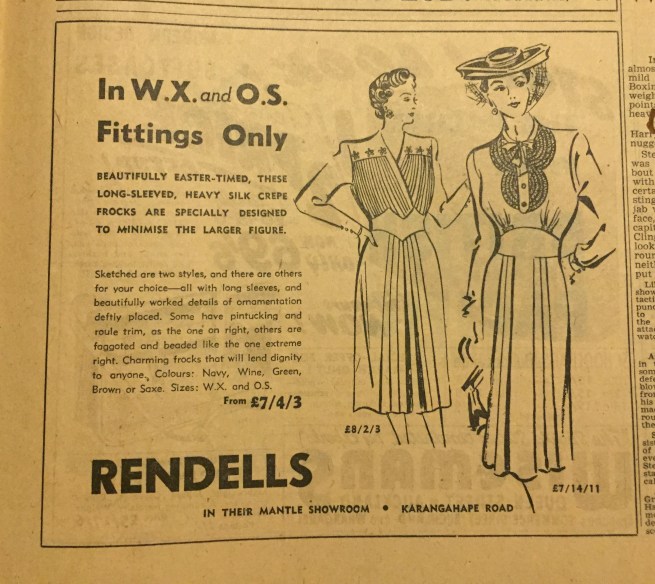 In W.X. and O.S.
Fittings Only
BEAUTIFULLY EASTER-TIMED, THESE
LONG-SLEEVED, HEAVY SILK CREPE
FROCKS ARE SPECIALLY DESIGNED
TO MINIMISE THE LARGER FIGURE.
Sketched are two styles, and there are others
for your choice—all with long sleeves, and
beautifully worked details of ornamentation
deftly placed. Some have pintucking and
roule trim, as the one on right, others are
faggoted and beaded like the one extreme
right. Charming frocks that will lend dignity
to anyone. Colours: Navy, Wine, Green,
Brown or Saxe. Sizes: W.X. and O.S.
From £7/4/3
£8/2/3
£7/14/11
RENDELLS
IN THEIR MANTLE SHOWROOM • KARANGAHAPE ROAD